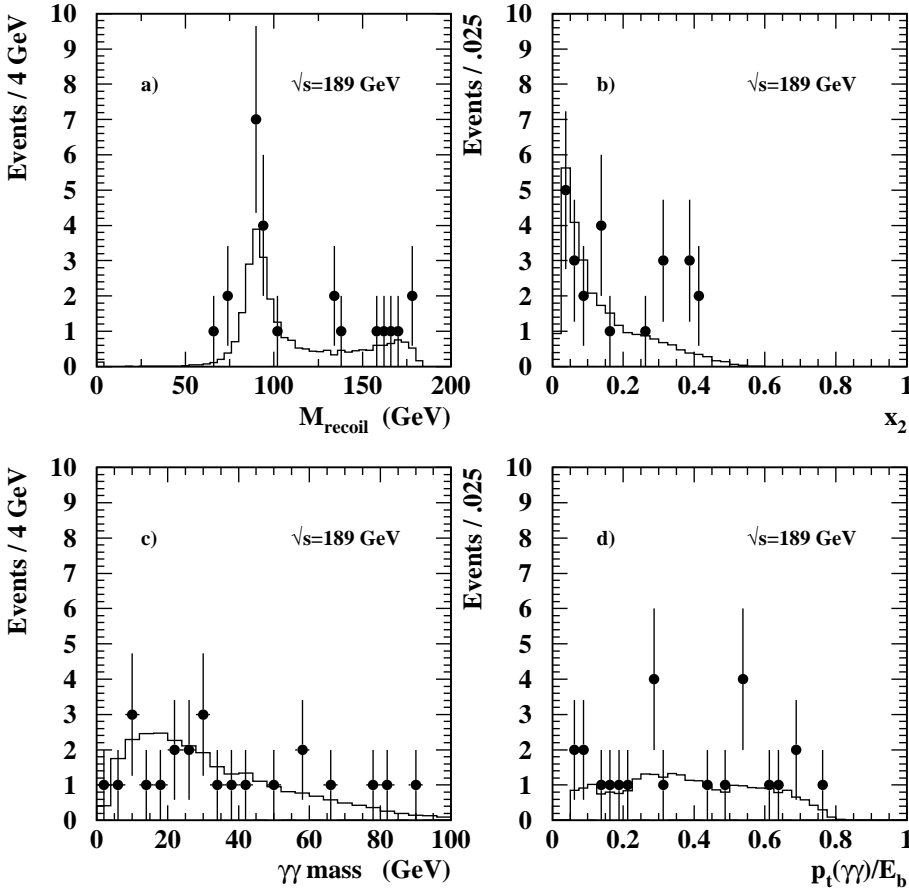 Events / 4 GeV
10
9
8
7
6
5
4
3
2
1
0
a)
√s=189 GeV
0 50 100 150 200
M_recoil (GeV)
Events / .025
10
9
8
7
6
5
4
3
2
1
0
b)
√s=189 GeV
0 0.2 0.4 0.6 0.8 1
x_2
Events / 4 GeV
10
9
8
7
6
5
4
3
2
1
0
c)
√s=189 GeV
0 20 40 60 80 100
γγ mass (GeV)
Events / .025
10
9
8
7
6
5
4
3
2
1
0
d)
√s=189 GeV
0 0.2 0.4 0.6 0.8 1
p_t(γγ)/E_b